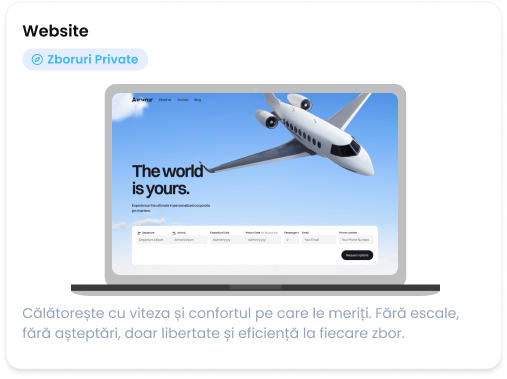 Website
Zboruri Private
About us Contact Blog
The world
is yours.
Experience the ultimate in personalized corporate
jet charters.
Departure Arrival Departure Date Return Date Passengers Email Phone number
Departure Airport Arrival Airport dd/mm/yyyy dd/mm/yyyy Your Email Your Phone Number
Request options
Călătorește cu viteza și confortul pe care le meriți. Fără escale,
fără așteptări, doar libertate și eficiență la fiecare zbor.